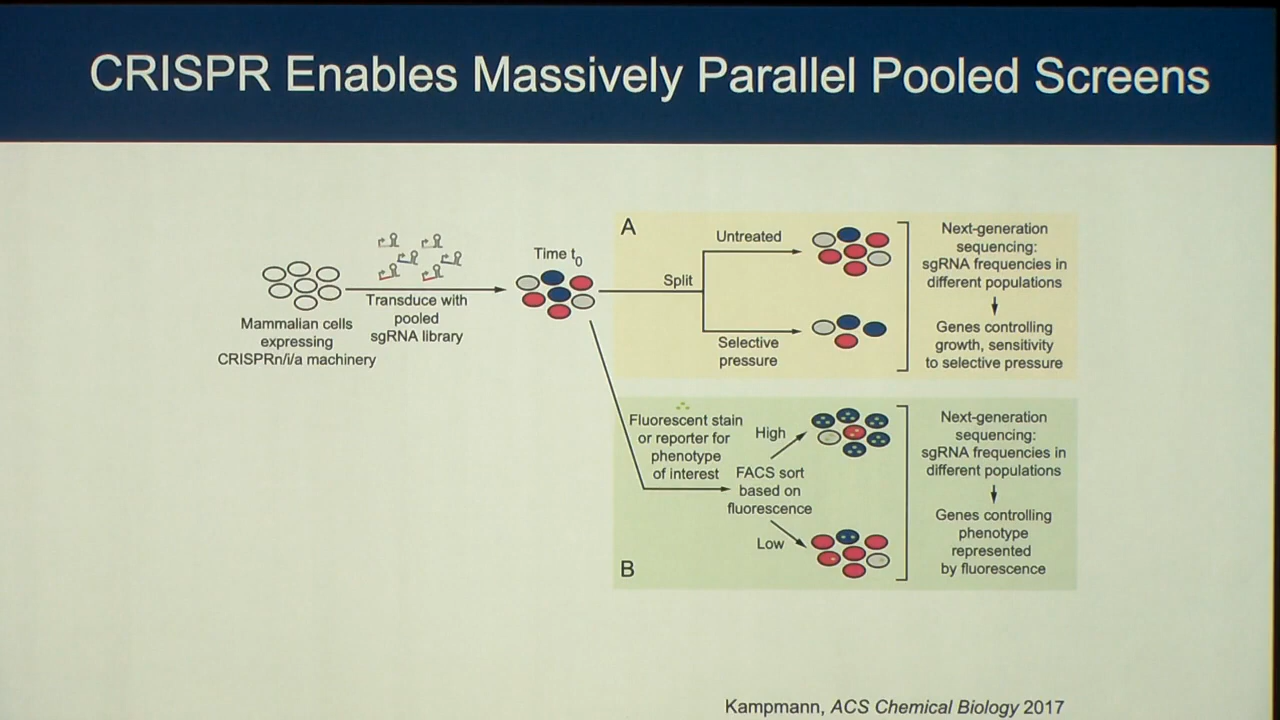 CRISPR Enables Massively Parallel Pooled Screens
Mammalian cells
expressing
CRISPRn/i/a machinery
Transduce with
pooled
sgRNA library
Time t0
A
Split
Untreated
Selective
pressure
Next-generation
sequencing:
sgRNA frequencies in
different populations
Genes controlling
growth, sensitivity
to selective pressure
B
Fluorescent stain
or reporter for
phenotype
of interest
FACS sort
based on
fluorescence
High
Low
Next-generation
sequencing:
sgRNA frequencies in
different populations
Genes controlling
phenotype
represented
by fluorescence
Kampmann, ACS Chemical Biology 2017